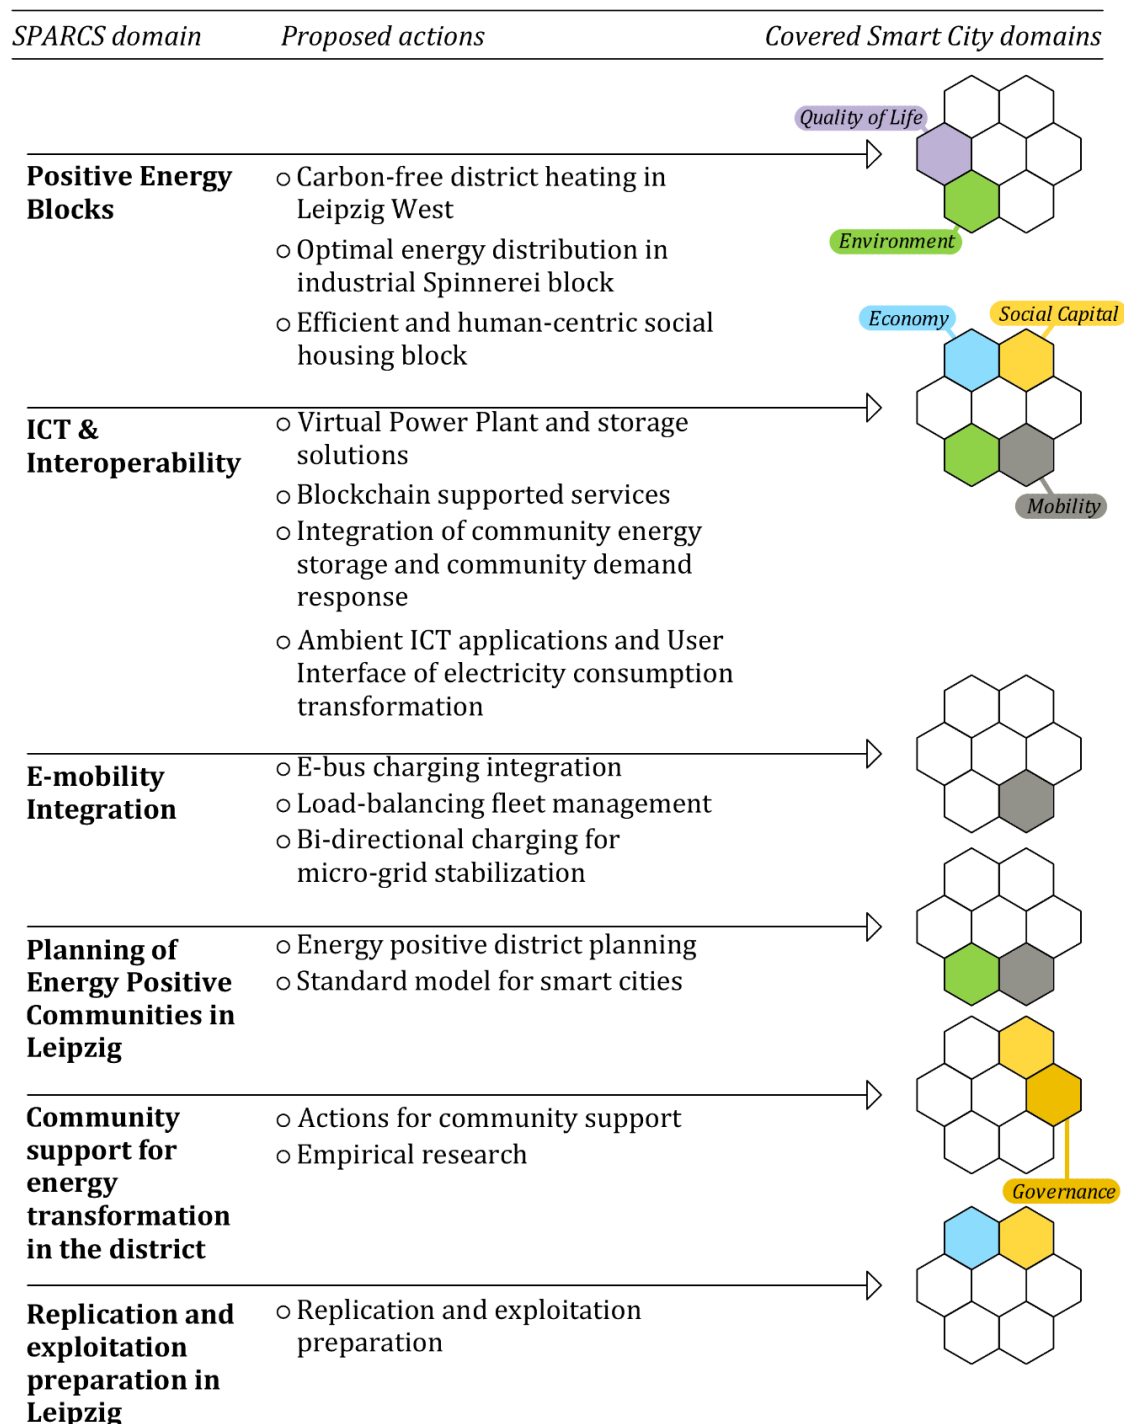 SPARCS domain Proposed actions Covered Smart City domains
Quality of Life
Positive Energy
Blocks
○ Carbon-free district heating in
Leipzig West
○ Optimal energy distribution in
industrial Spinnerei block
○ Efficient and human-centric social
housing block
Environment
Economy
Social Capital
ICT &
Interoperability
○ Virtual Power Plant and storage
solutions
○ Blockchain supported services
○ Integration of community energy
storage and community demand
response
○ Ambient ICT applications and User
Interface of electricity consumption
transformation
Mobility
E-mobility
Integration
○ E-bus charging integration
○ Load-balancing fleet management
○ Bi-directional charging for
micro-grid stabilization
Planning of
Energy Positive
Communities in
Leipzig
○ Energy positive district planning
○ Standard model for smart cities
Community
support for
energy
transformation
in the district
○ Actions for community support
○ Empirical research
Governance
Replication and
exploitation
preparation in
Leipzig
○ Replication and exploitation
preparation